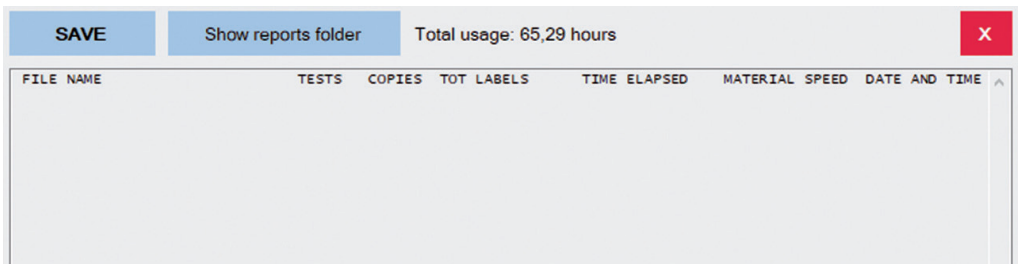 SAVE Show reports folder Total usage: 65,29 hours X
FILE NAME TESTS COPIES TOT LABELS TIME ELAPSED MATERIAL SPEED DATE AND TIME